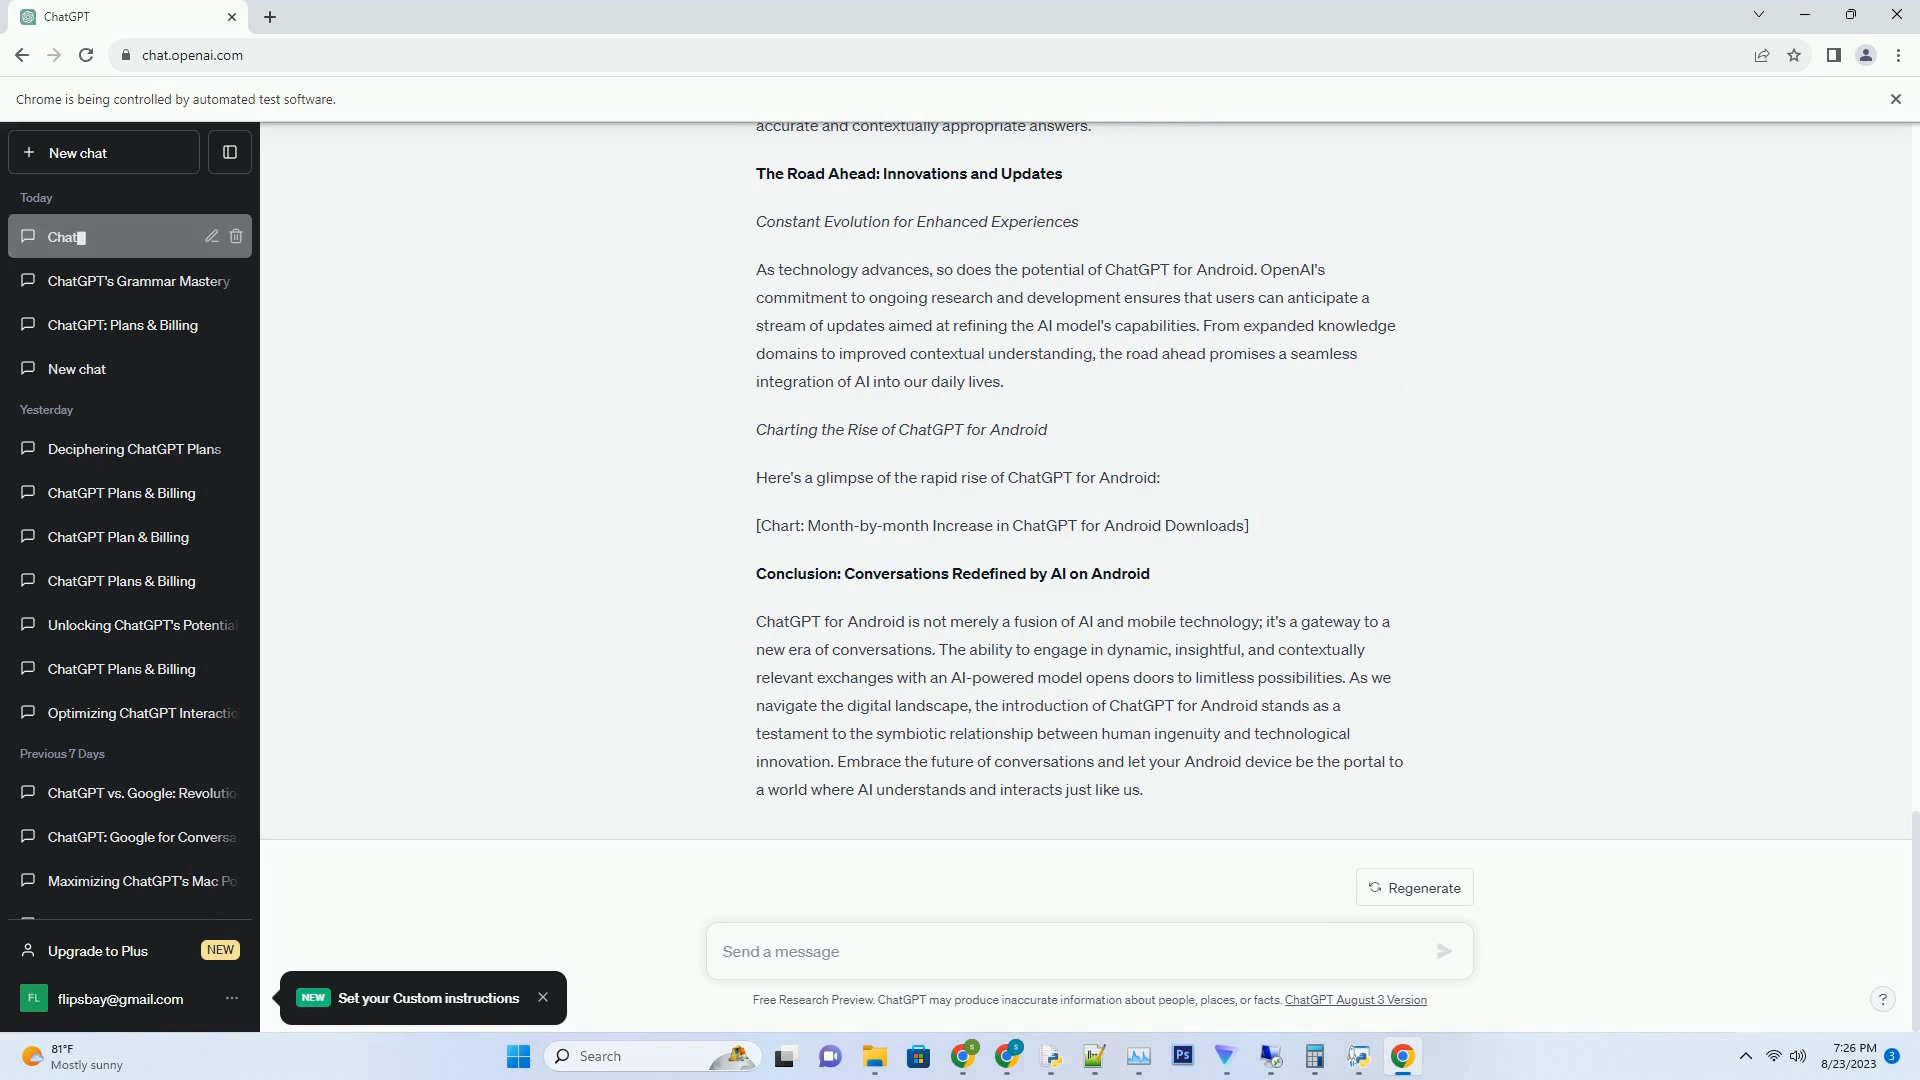 ChatGPT
chat.openai.com
Chrome is being controlled by automated test software.
New chat
Today
Chat
ChatGPT's Grammar Mastery
ChatGPT: Plans & Billing
New chat
Yesterday
Deciphering ChatGPT Plans
ChatGPT Plans & Billing
ChatGPT Plan & Billing
ChatGPT Plans & Billing
Unlocking ChatGPT's Potentia
ChatGPT Plans & Billing
Optimizing ChatGPT Interactio
Previous 7 Days
ChatGPT vs. Google: Revolutio
ChatGPT: Google for Conversa
Maximizing ChatGPT's Mac Po
Upgrade to Plus NEW
FL flipsbay@gmail.com
NEW Set your Custom instructions
accurate and contextually appropriate answers.
The Road Ahead: Innovations and Updates
Constant Evolution for Enhanced Experiences
As technology advances, so does the potential of ChatGPT for Android. OpenAI's
commitment to ongoing research and development ensures that users can anticipate a
stream of updates aimed at refining the AI model's capabilities. From expanded knowledge
domains to improved contextual understanding, the road ahead promises a seamless
integration of AI into our daily lives.
Charting the Rise of ChatGPT for Android
Here's a glimpse of the rapid rise of ChatGPT for Android:
[Chart: Month-by-month Increase in ChatGPT for Android Downloads]
Conclusion: Conversations Redefined by AI on Android
ChatGPT for Android is not merely a fusion of AI and mobile technology; it's a gateway to a
new era of conversations. The ability to engage in dynamic, insightful, and contextually
relevant exchanges with an AI-powered model opens doors to limitless possibilities. As we
navigate the digital landscape, the introduction of ChatGPT for Android stands as a
testament to the symbiotic relationship between human ingenuity and technological
innovation. Embrace the future of conversations and let your Android device be the portal to
a world where AI understands and interacts just like us.
Regenerate
Send a message
Free Research Preview. ChatGPT may produce inaccurate information about people, places, or facts. ChatGPT August 3 Version
?
81°F
Mostly sunny
Search
S
S
Ps
7:26 PM
8/23/2023
3